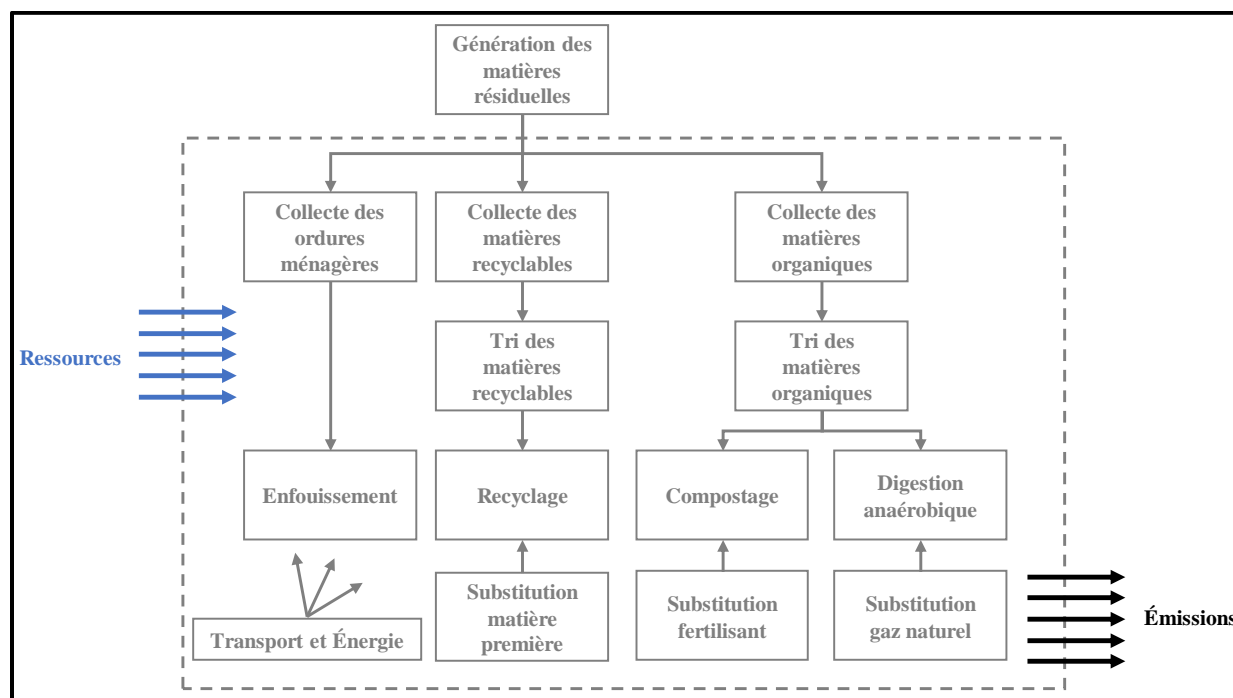 Génération des
matières
résiduelles
Collecte des
ordures
ménagères
Collecte des
matières
recyclables
Collecte des
matières
organiques
Ressources
Tri des
matières
recyclables
Tri des
matières
organiques
Enfouissement
Recyclage
Compostage
Digestion
anaérobique
Transport et Énergie
Substitution
matière
première
Substitution
fertilisant
Substitution
gaz naturel
Émissions